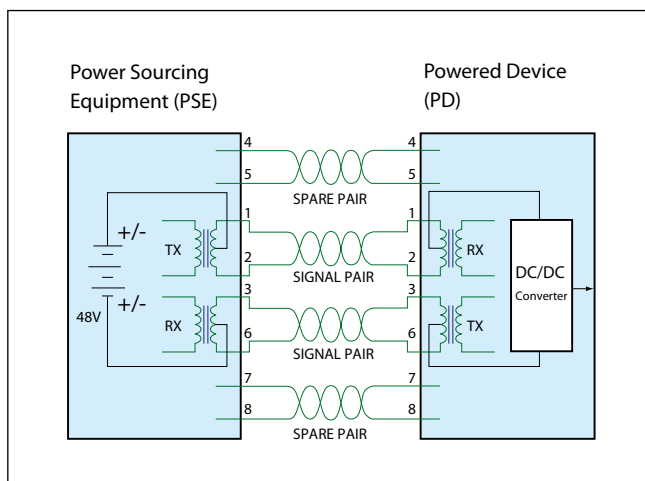 Power Sourcing
Equipment (PSE)
Powered Device
(PD)
4
4
5
5
SPARE PAIR
+/-
1
1
TX
RX
2
2
SIGNAL PAIR
DC/DC
Converter
+/-
48V
3
3
RX
TX
6
6
SIGNAL PAIR
7
7
8
8
SPARE PAIR